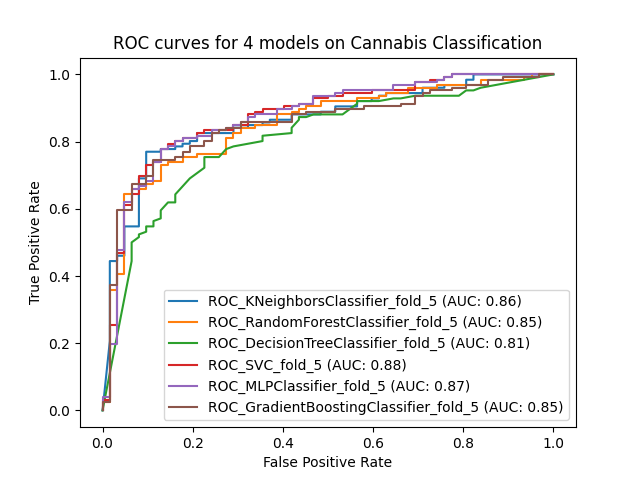 ROC curves for 4 models on Cannabis Classification
1.0
0.8
0.6
0.4
0.2
0.0
True Positive Rate
ROC_KNeighborsClassifier_fold_5 (AUC: 0.86)
ROC_RandomForestClassifier_fold_5 (AUC: 0.85)
ROC_DecisionTreeClassifier_fold_5 (AUC: 0.81)
ROC_SVC_fold_5 (AUC: 0.88)
ROC_MLPClassifier_fold_5 (AUC: 0.87)
ROC_GradientBoostingClassifier_fold_5 (AUC: 0.85)
0.0 0.2 0.4 0.6 0.8 1.0
False Positive Rate